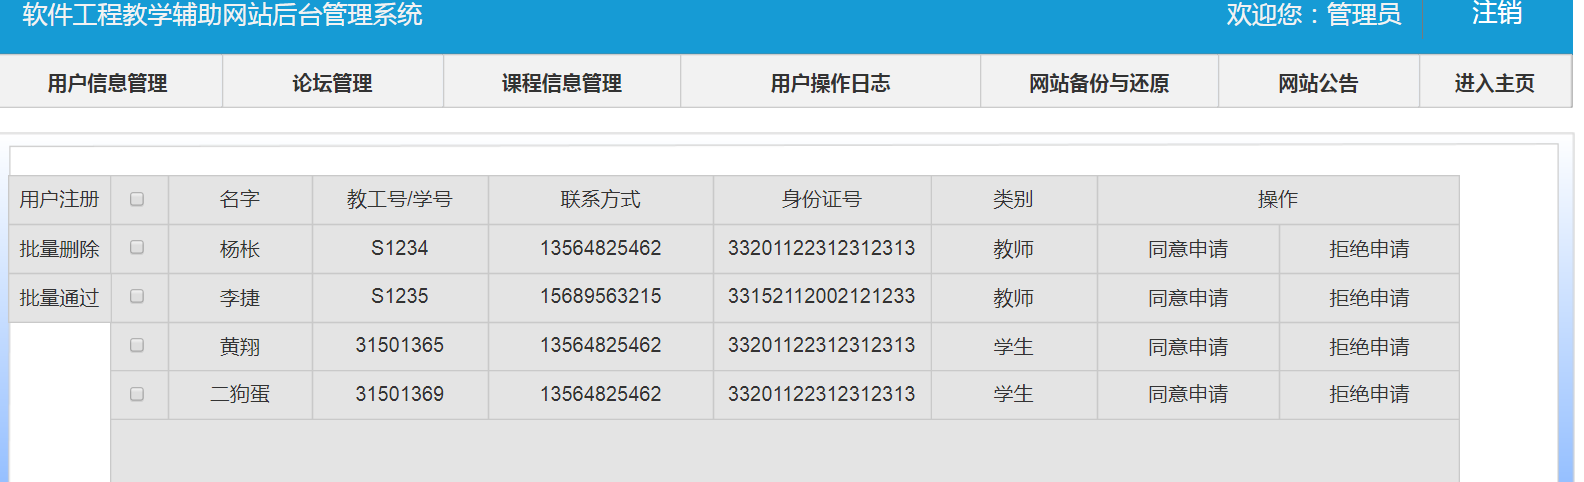 软件工程教学辅助网站后台管理系统 欢迎您：管理员 注销
用户信息管理 论坛管理 课程信息管理 用户操作日志 网站备份与还原 网站公告 进入主页
用户注册 名字 教工号/学号 联系方式 身份证号 类别 操作
批量删除 杨枨 S1234 13564825462 33201122312312313 教师 同意申请 拒绝申请
批量通过 李捷 S1235 15689563215 33152112002121233 教师 同意申请 拒绝申请
黄翔 31501365 13564825462 33201122312312313 学生 同意申请 拒绝申请
二狗蛋 31501369 13564825462 33201122312312313 学生 同意申请 拒绝申请